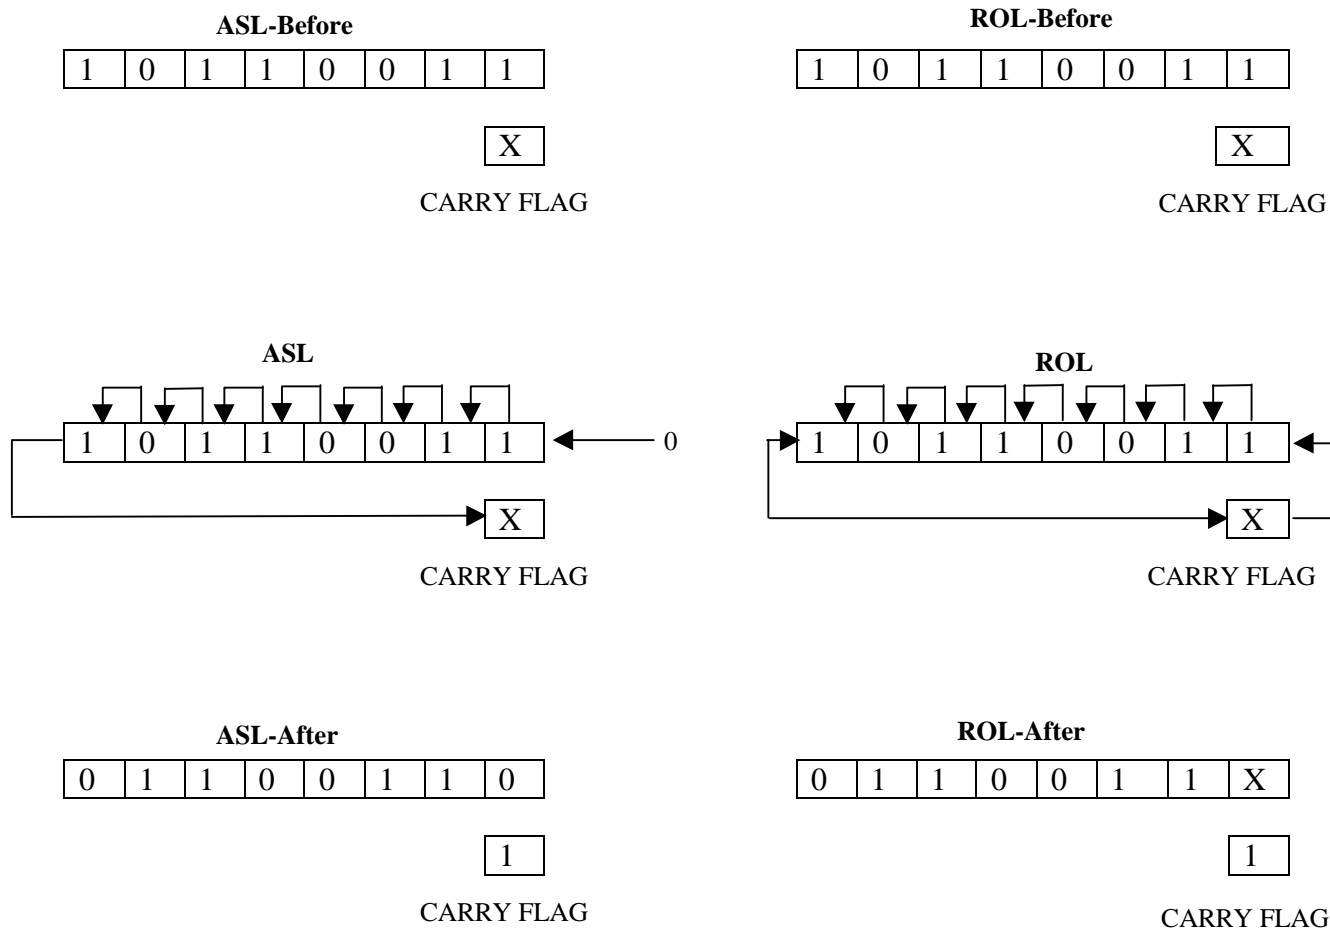 ASL-Before
1 0 1 1 0 0 1 1
X
CARRY FLAG
ROL-Before
1 0 1 1 0 0 1 1
X
CARRY FLAG
ASL
1 0 1 1 0 0 1 1 0
X
CARRY FLAG
ROL
1 0 1 1 0 0 1 1
X
CARRY FLAG
ASL-After
0 1 1 0 0 1 1 0
1
CARRY FLAG
ROL-After
0 1 1 0 0 1 1 X
1
CARRY FLAG